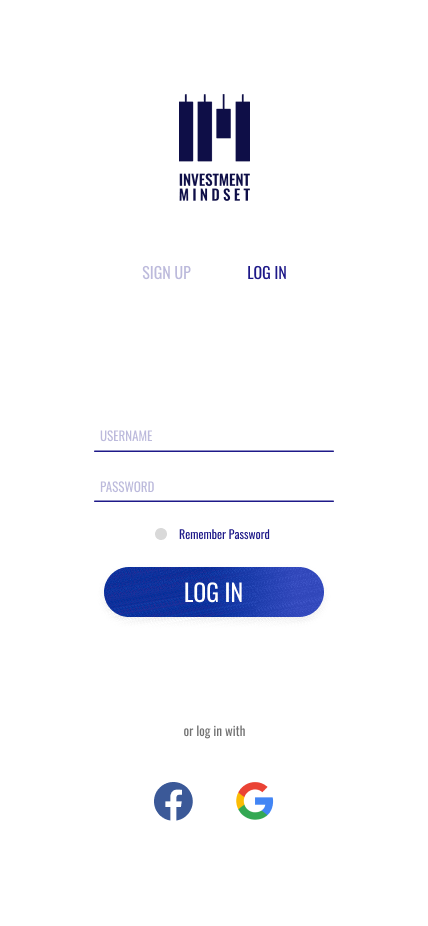 INVESTMENT
MINDSET
SIGN UP LOG IN
USERNAME
PASSWORD
Remember Password
LOG IN
or log in with